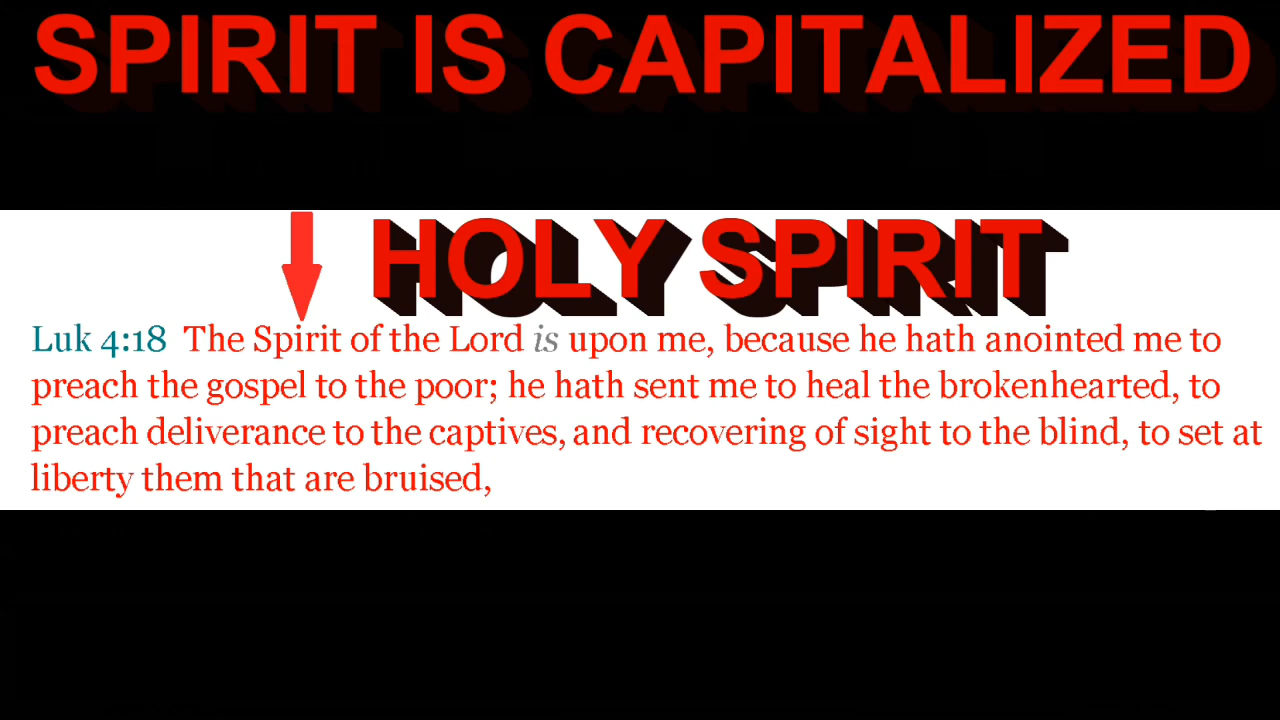 SPIRIT IS CAPITALIZED
HOLY SPIRIT
Luk 4:18 The Spirit of the Lord is upon me, because he hath anointed me to
preach the gospel to the poor; he hath sent me to heal the brokenhearted, to
preach deliverance to the captives, and recovering of sight to the blind, to set at
liberty them that are bruised,